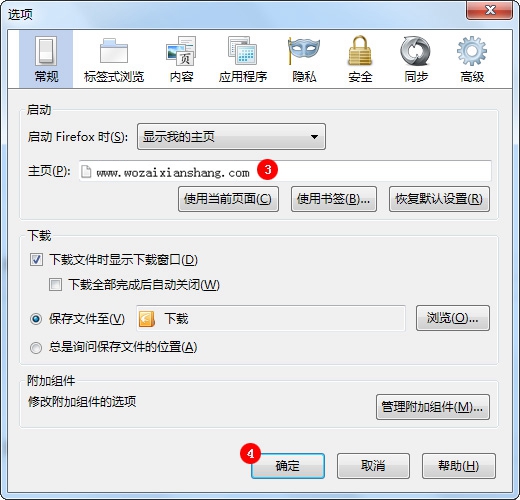 选项
常规 标签式浏览 内容 应用程序 隐私 安全 同步 高级
启动
启动 Firefox 时(S): 显示我的主页
主页(P): www.wozaixianshang.com 3
使用当前页面(C) 使用书签(B)... 恢复默认设置(R)
下载
下载文件时显示下载窗口(D)
下载全部完成后自动关闭(W)
保存文件至(V) 下载 浏览(O)...
总是询问保存文件的位置(A)
附加组件
修改附加组件的选项 管理附加组件(M)...
4 确定 取消 帮助(H)